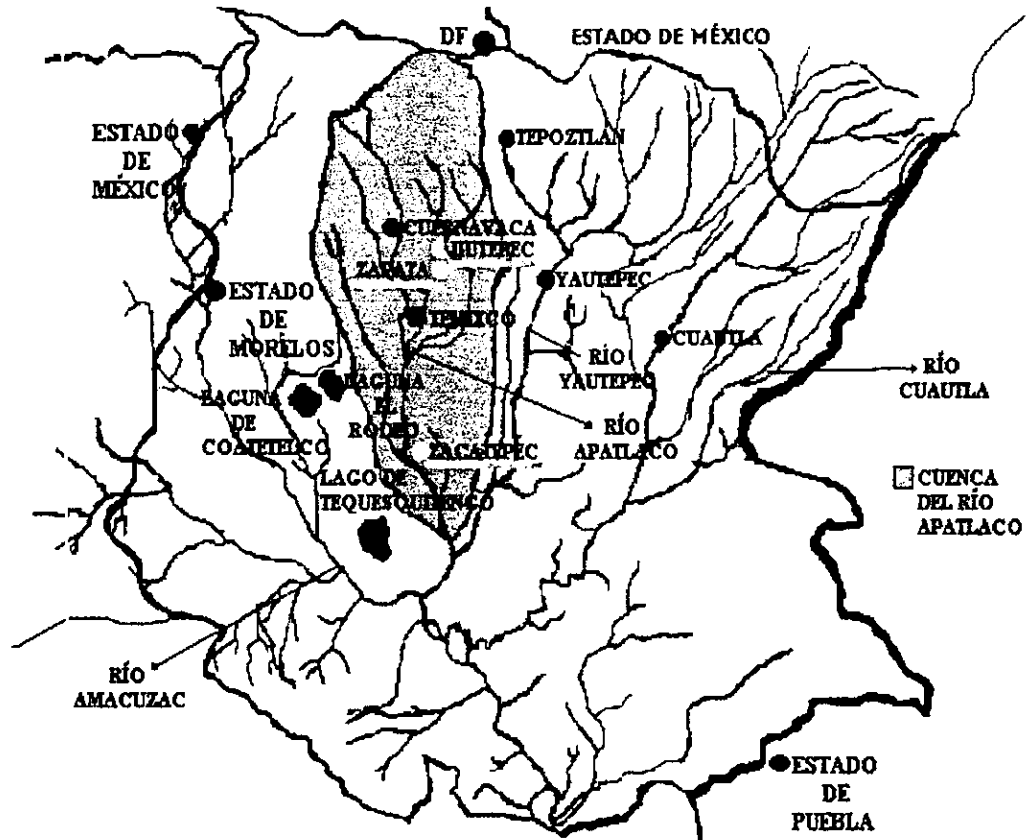 DF
ESTADO DE MÉXICO
ESTADO
DE
MÉXICO
TEPOZTLÁN
CUERNAVACA
JIUTEPEC
ZAPATA
YAUTEPEC
ESTADO
DE
MORELOS
TEMIXCO
CUAUTLA
RÍO
YAUTEPEC
RÍO
CUAUTLA
LAGUNA
DE
COATETELCO
LAGUNA
EL
RODEO
RÍO
APATLACO
ZACATEPEC
LAGO DE
TEQUESQUITENGO
CUENCA
DEL RÍO
APATLACO
RÍO
AMACUZAC
ESTADO
DE
PUEBLA